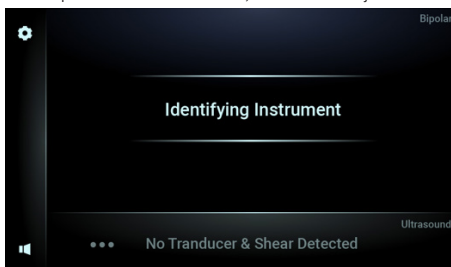 Bipolar
Identifying Instrument
Ultrasound
No Tranducer & Shear Detected